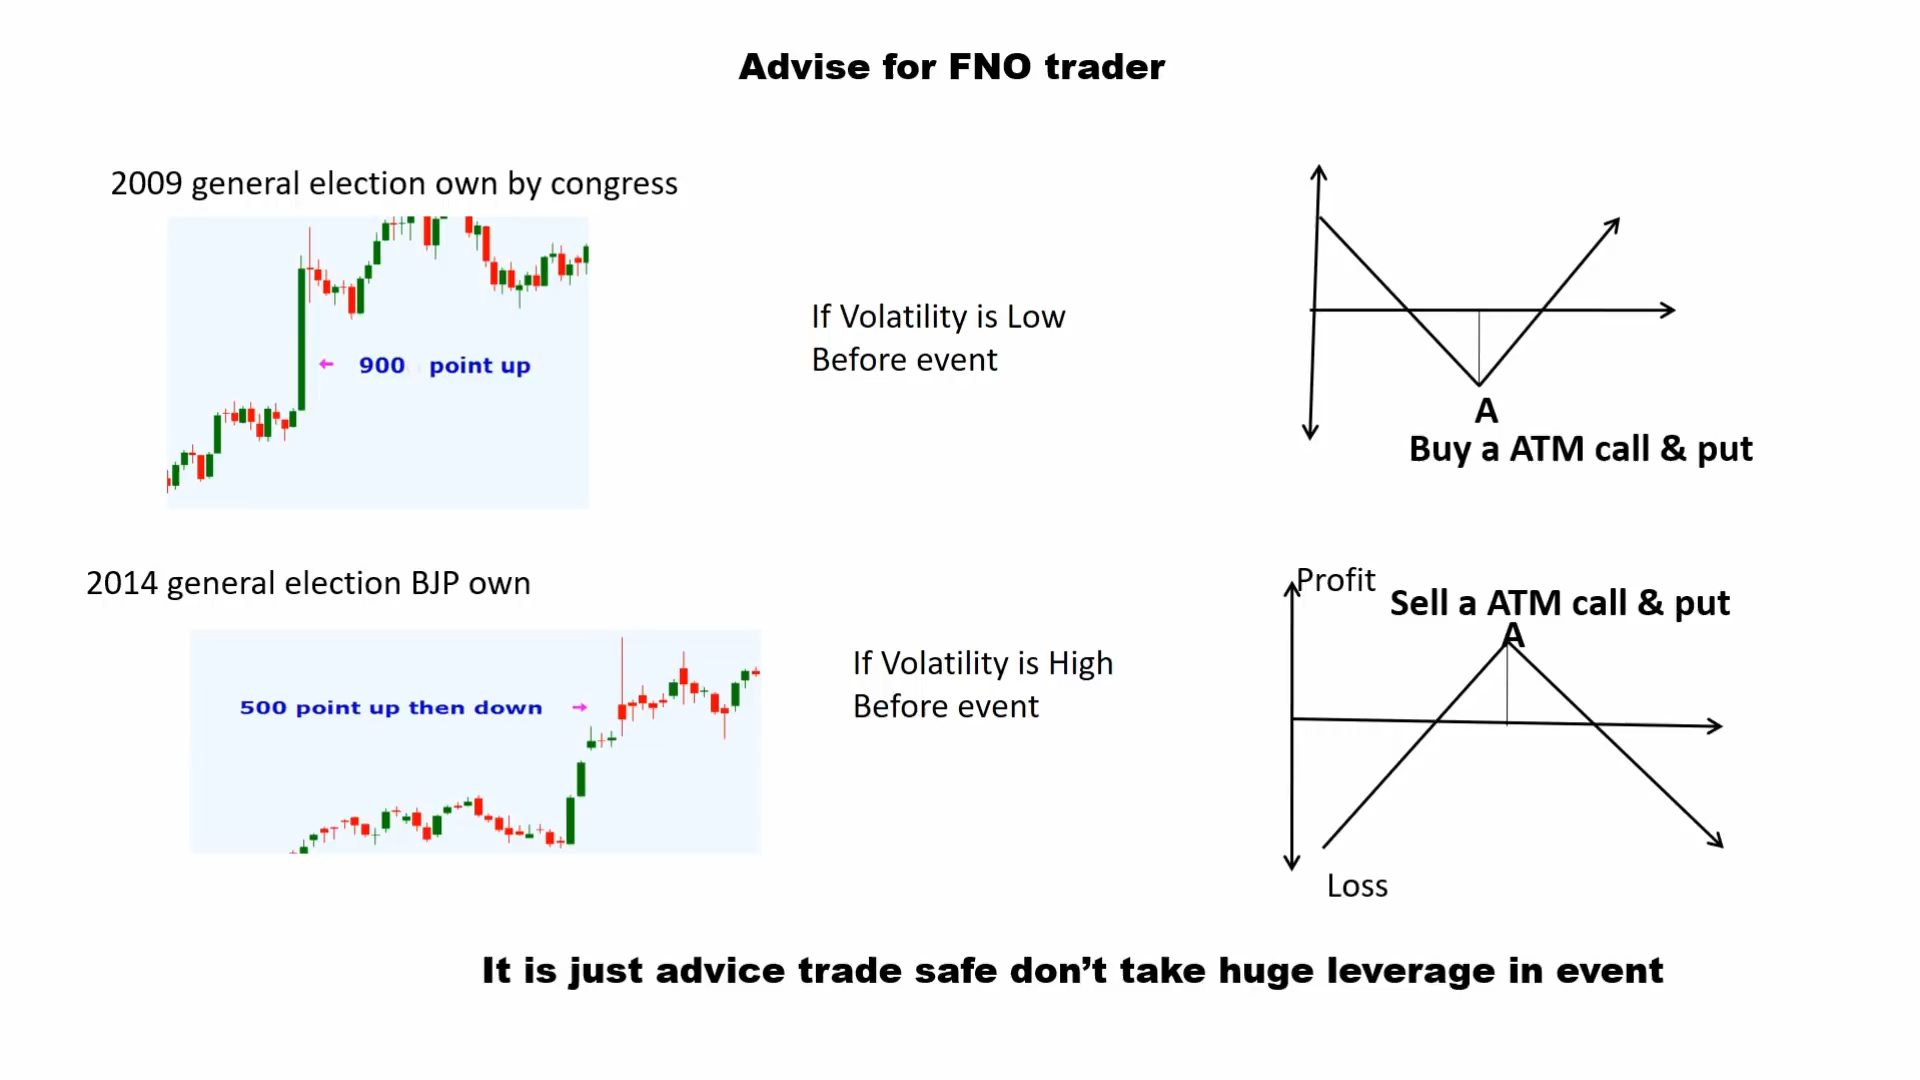 Advise for FNO trader
2009 general election own by congress
900 point up
If Volatility is Low
Before event
A
Buy a ATM call & put
2014 general election BJP own
500 point up then down
If Volatility is High
Before event
Profit
Sell a ATM call & put
A
Loss
It is just advice trade safe don’t take huge leverage in event